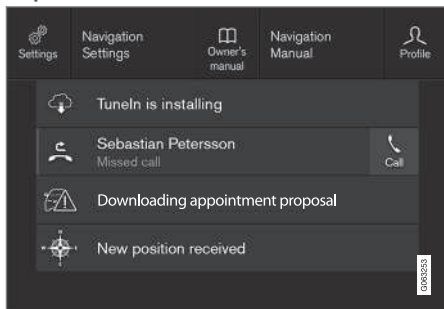 Settings
Navigation
Settings
Owner's
manual
Navigation
Manual
Profile
TuneIn is installing
Sebastian Petersson
Missed call
Call
Downloading appointment proposal
New position received
G063253